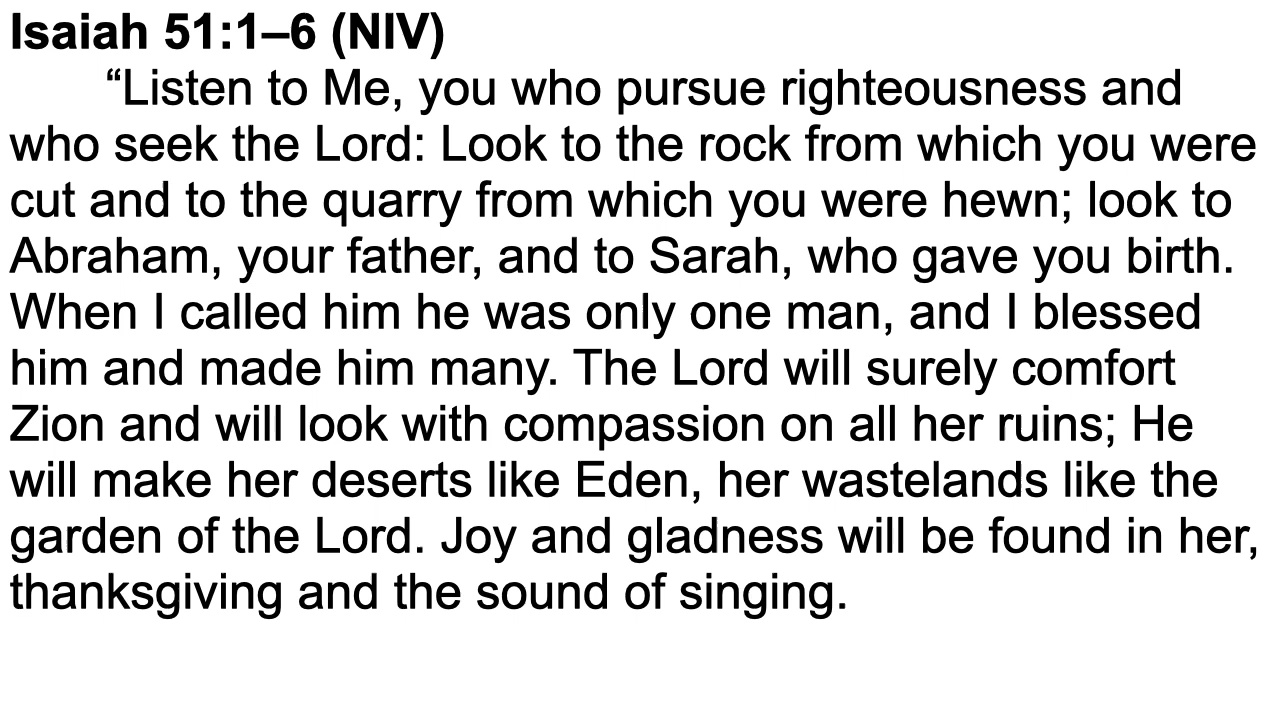 Isaiah 51:1–6 (NIV)
“Listen to Me, you who pursue righteousness and
who seek the Lord: Look to the rock from which you were
cut and to the quarry from which you were hewn; look to
Abraham, your father, and to Sarah, who gave you birth.
When I called him he was only one man, and I blessed
him and made him many. The Lord will surely comfort
Zion and will look with compassion on all her ruins; He
will make her deserts like Eden, her wastelands like the
garden of the Lord. Joy and gladness will be found in her,
thanksgiving and the sound of singing.